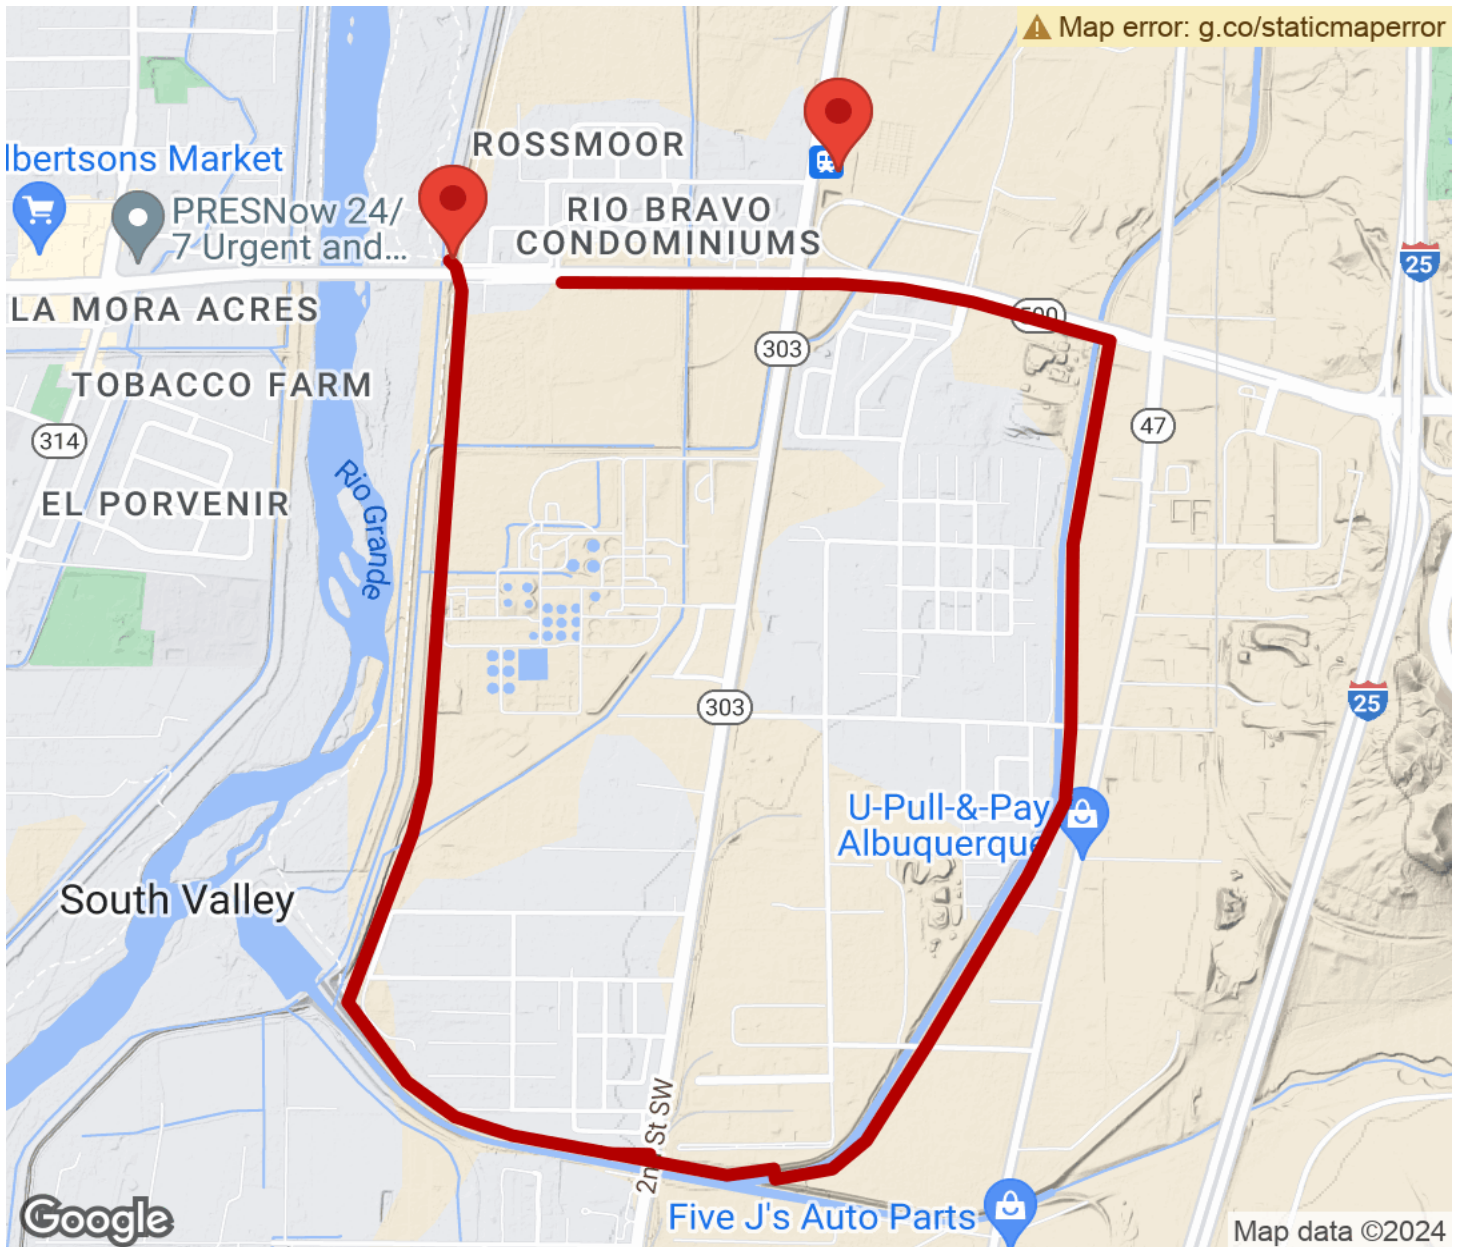 Map error: g.co/staticmaperror
ROSSMOOR
lbertsons Market
PRESNow 24/
7 Urgent and...
RIO BRAVO
CONDOMINIUMS
25
LA MORA ACRES
500
303
TOBACCO FARM
47
314
Rio Grande
EL PORVENIR
25
303
U-Pull-&-Pay
Albuquerque
South Valley
2nd St SW
Five J's Auto Parts
Google
Map data ©2024